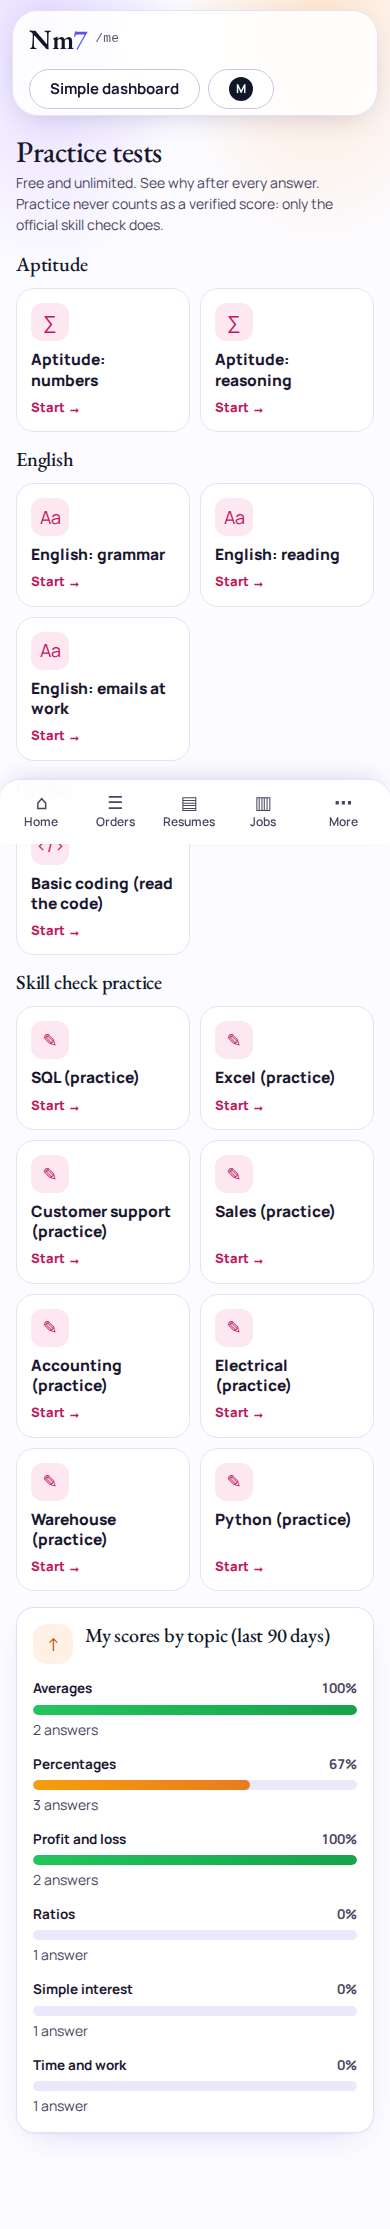 Nm7 /me
Simple dashboard
M
Practice tests
Free and unlimited. See why after every answer.
Practice never counts as a verified score: only the
official skill check does.
Aptitude
∑
∑
Aptitude:
numbers
Aptitude:
reasoning
Start →
Start →
English
Aa
Aa
English: grammar
English: reading
Start →
Start →
Aa
English: emails at
work
Start →
Home
Orders
Resumes
Jobs
More
</>
Basic coding (read
the code)
Start →
Skill check practice
SQL (practice)
Excel (practice)
Start →
Start →
Customer support
(practice)
Sales (practice)
Start →
Start →
Accounting
(practice)
Electrical
(practice)
Start →
Start →
Warehouse
(practice)
Python (practice)
Start →
Start →
↑
My scores by topic (last 90 days)
Averages 100%
2 answers
Percentages 67%
3 answers
Profit and loss 100%
2 answers
Ratios 0%
1 answer
Simple interest 0%
1 answer
Time and work 0%
1 answer